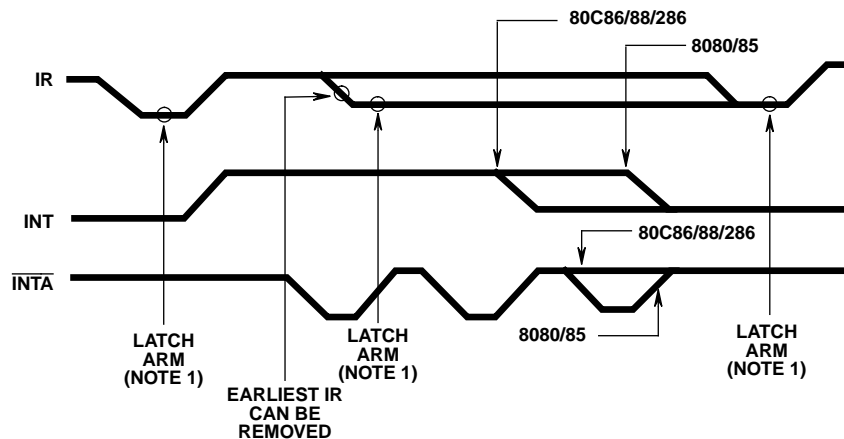 80C86/88/286
8080/85
IR
INT
80C86/88/286
INTA
8080/85
LATCH
ARM
(NOTE 1)
EARLIEST IR
CAN BE
REMOVED
LATCH
ARM
(NOTE 1)
LATCH
ARM
(NOTE 1)